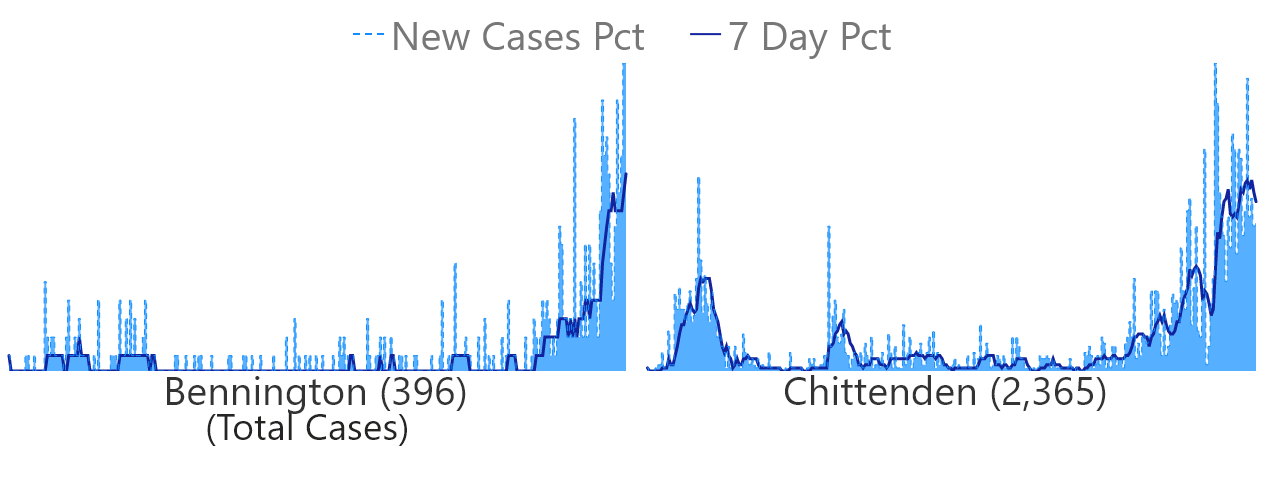 New Cases Pct 7 Day Pct
Bennington (396)
(Total Cases)
Chittenden (2,365)